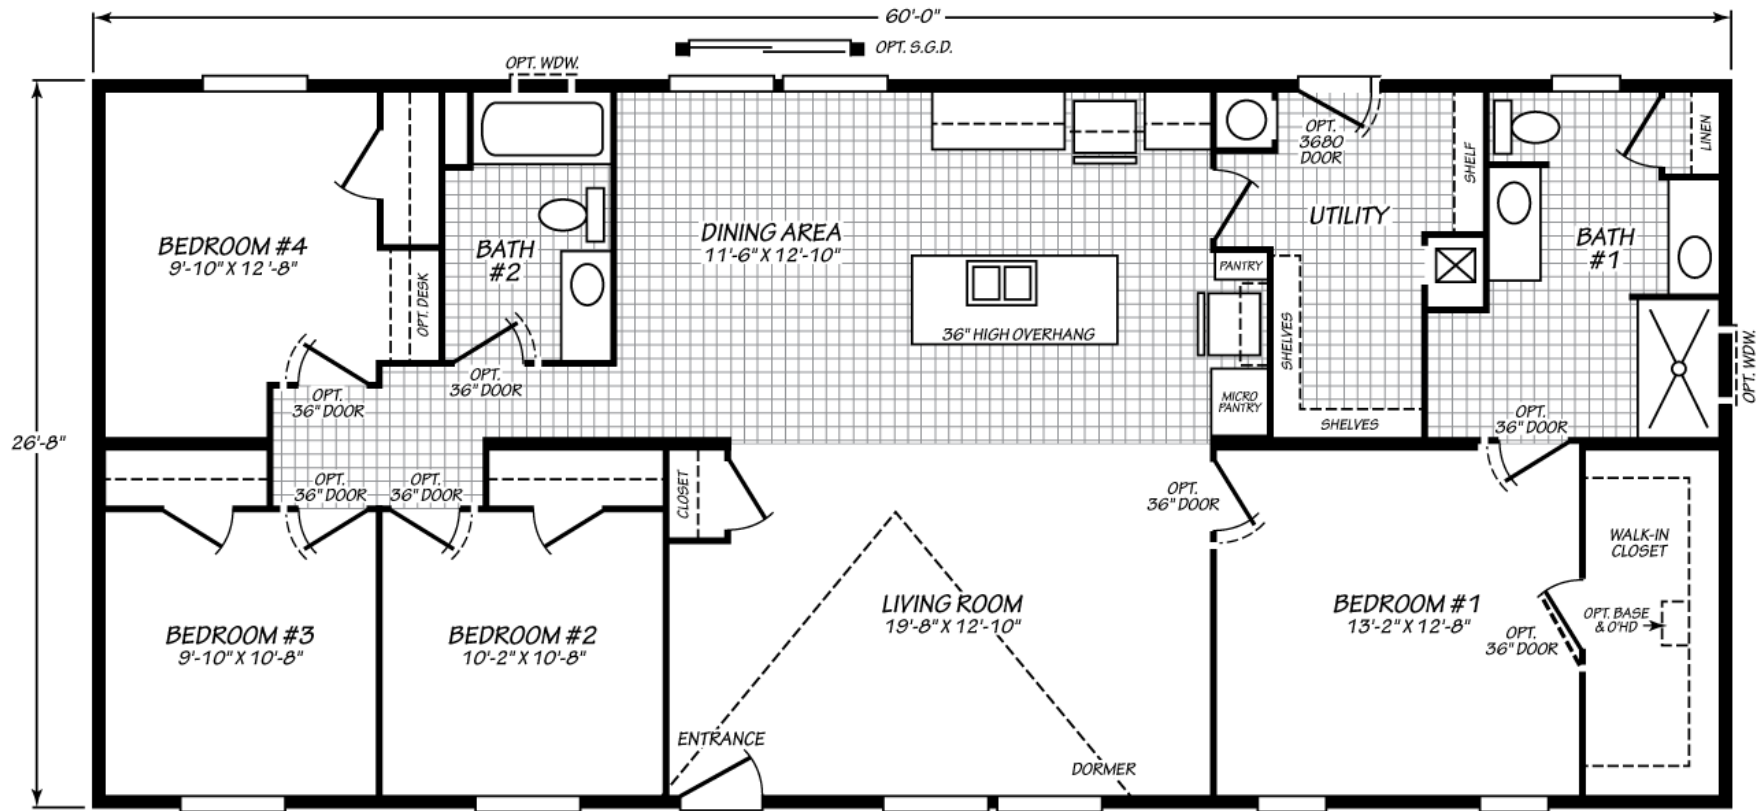 60'-0"
OPT. S.G.D.
OPT. WDW.
OPT.
3680
DOOR
SHELF
LINEN
UTILITY
BEDROOM #4
9'-10" X 12'-8"
BATH
#2
DINING AREA
11'-6" X 12'-10"
BATH
#1
PANTRY
OPT. DESK
36" HIGH OVERHANG
SHELVES
OPT. WDW.
OPT.
36" DOOR
OPT.
36" DOOR
MICRO
PANTRY
SHELVES
OPT.
36" DOOR
26'-8"
OPT.
36" DOOR
OPT.
36" DOOR
CLOSET
OPT.
36" DOOR
WALK-IN
CLOSET
BEDROOM #3
9'-10" X 10'-8"
BEDROOM #2
10'-2" X 10'-8"
LIVING ROOM
19'-8" X 12'-10"
BEDROOM #1
13'-2" X 12'-8"
OPT. BASE
& O'HD
OPT.
36" DOOR
ENTRANCE
DORMER